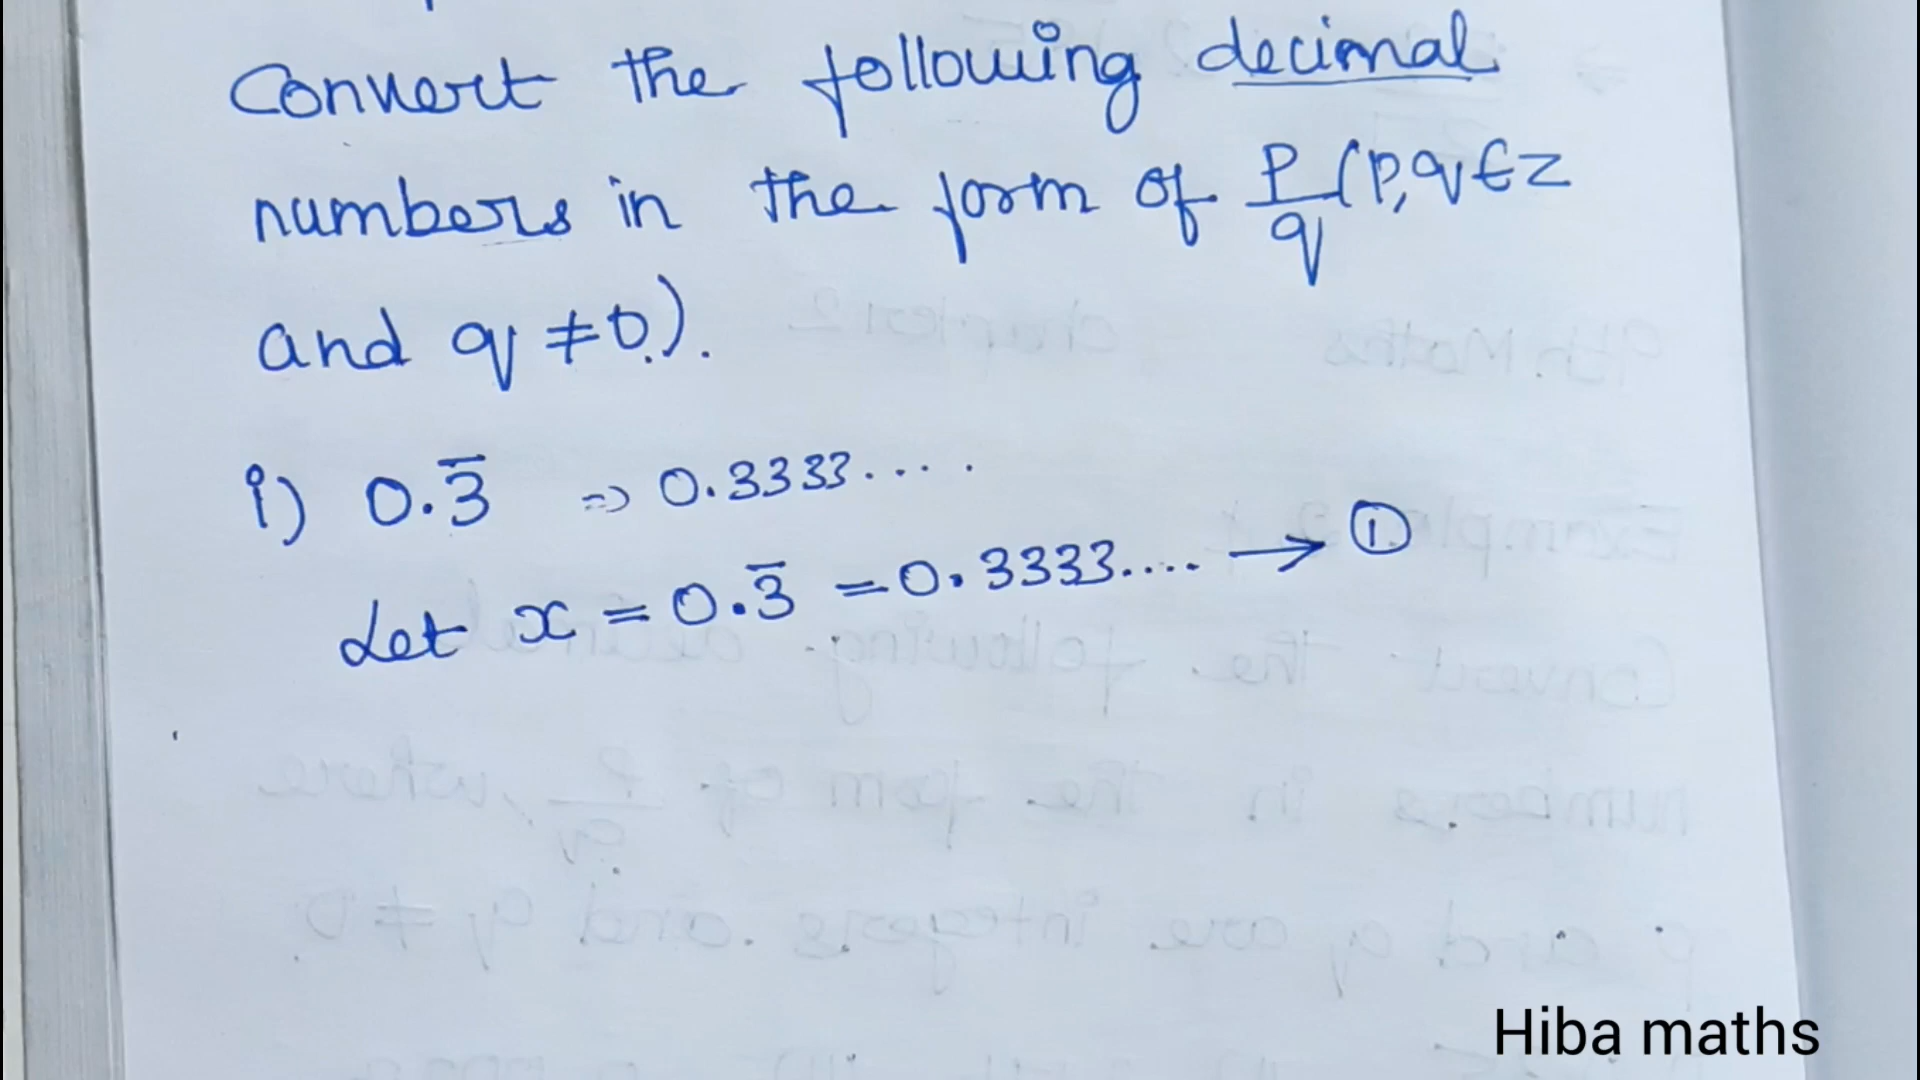 Convert the following decimal
numbers in the form of p/q (p,q ∈ z
and q ≠ 0.).
i) 0.3̅ => 0.3333....
Let x = 0.3̅ = 0.3333.... → ①
Hiba maths